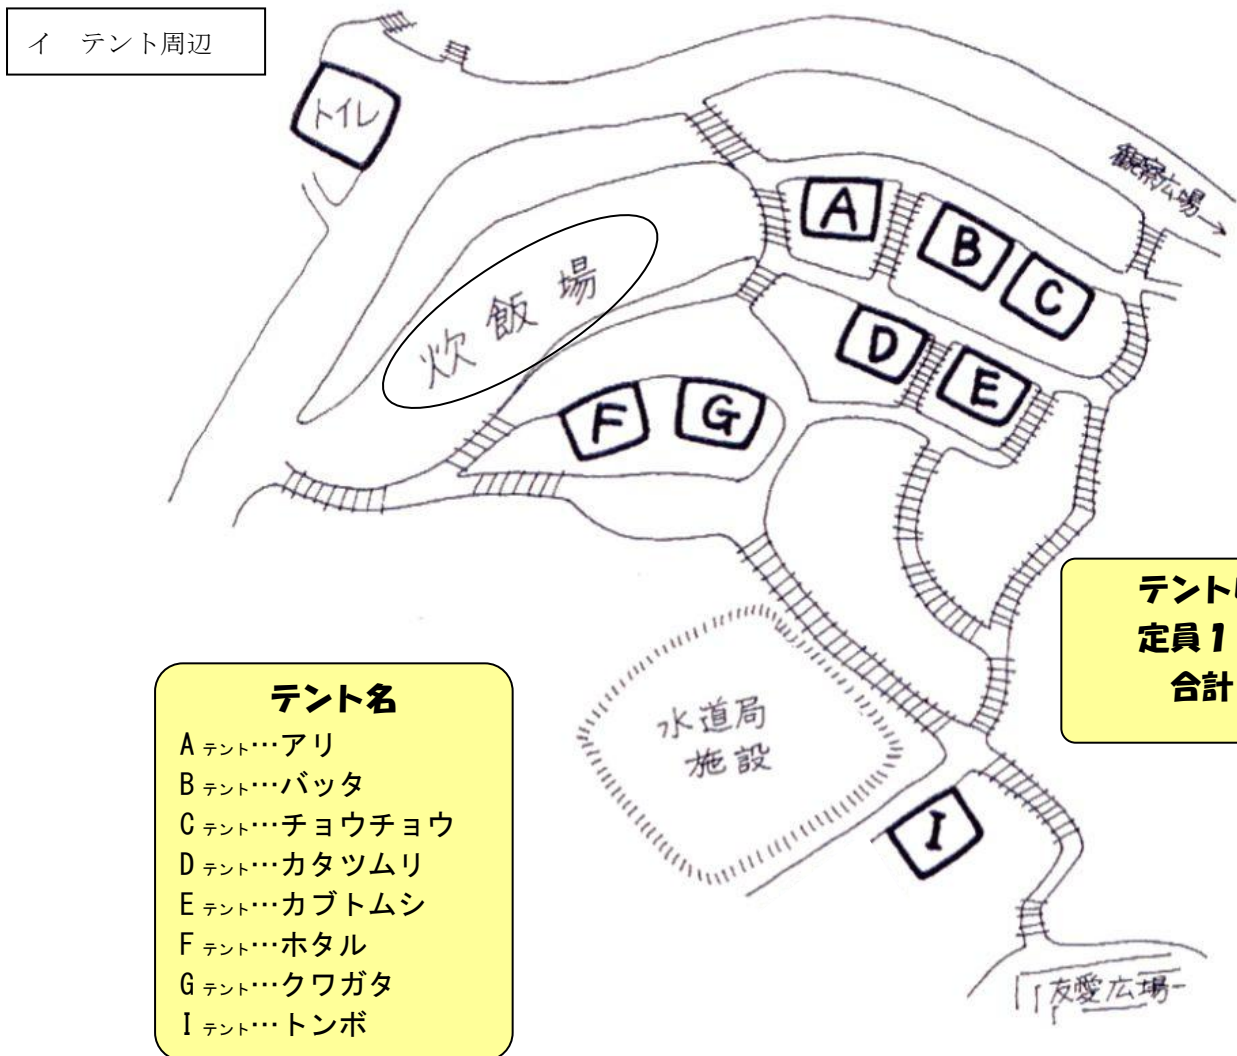 イ テント周辺
トイレ
観察広場→
A
B
C
炊飯場
D
E
F
G
テント
定員1
合計
水道局
施設
I
友愛広場
テント名
Aテント…アリ
Bテント…バッタ
Cテント…チョウチョウ
Dテント…カタツムリ
Eテント…カブトムシ
Fテント…ホタル
Gテント…クワガタ
Iテント…トンボ